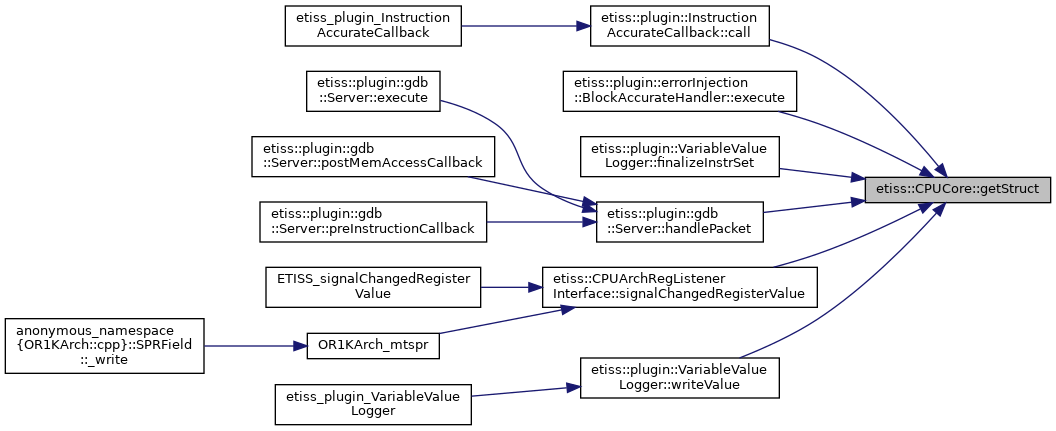 etiss_plugin_Instruction
AccurateCallback
etiss::plugin::Instruction
AccurateCallback::call
etiss::plugin::gdb
::Server::execute
etiss::plugin::errorInjection
::BlockAccurateHandler::execute
etiss::plugin::gdb
::Server::postMemAccessCallback
etiss::plugin::VariableValue
Logger::finalizeInstrSet
etiss::CPUCore::getStruct
etiss::plugin::gdb
::Server::preInstructionCallback
etiss::plugin::gdb
::Server::handlePacket
ETISS_signalChangedRegister
Value
etiss::CPUArchRegListener
Interface::signalChangedRegisterValue
anonymous_namespace
{OR1KArch::cpp}::SPRField
::_write
OR1KArch_mtspr
etiss::plugin::VariableValue
Logger::writeValue
etiss_plugin_VariableValue
Logger